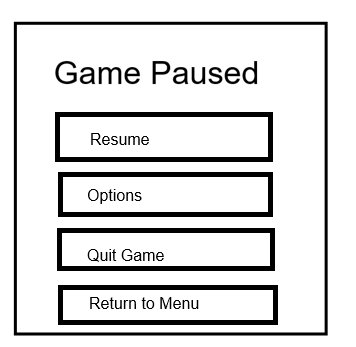 Game Paused
Resume
Options
Quit Game
Return to Menu